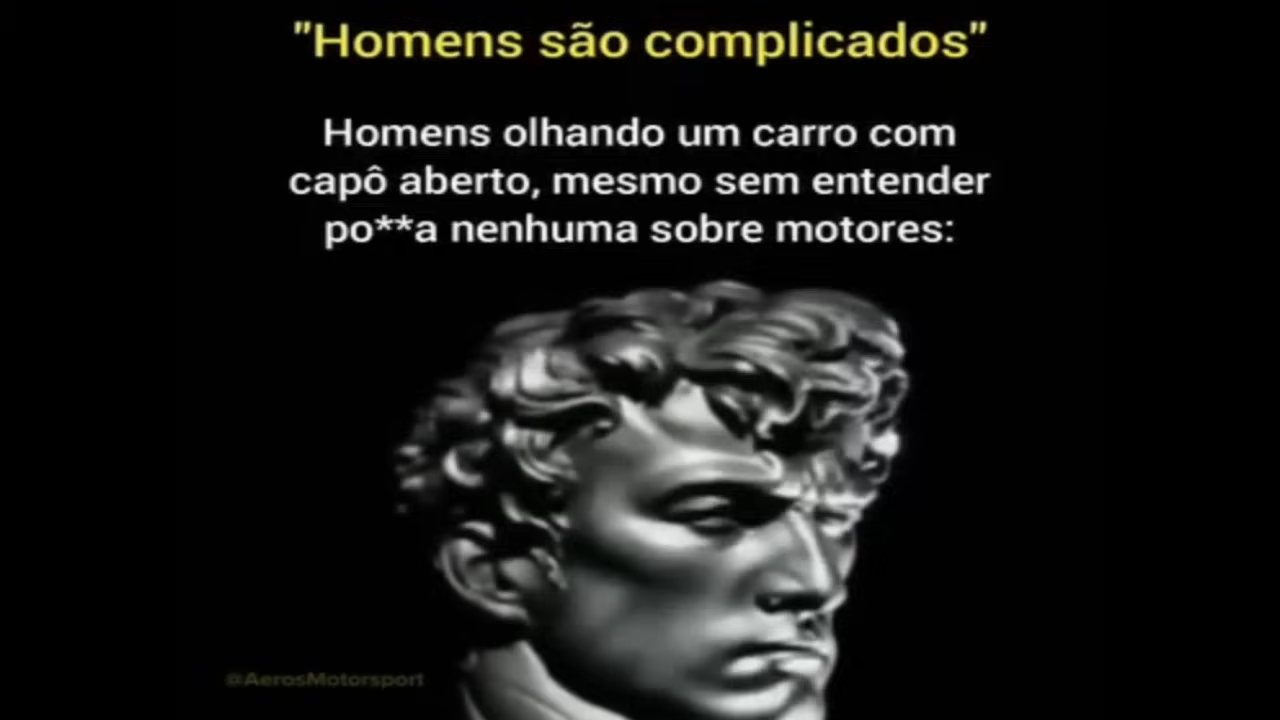 "Homens são complicados"
Homens olhando um carro com
capô aberto, mesmo sem entender
po**a nenhuma sobre motores:
@AerosMotorsport